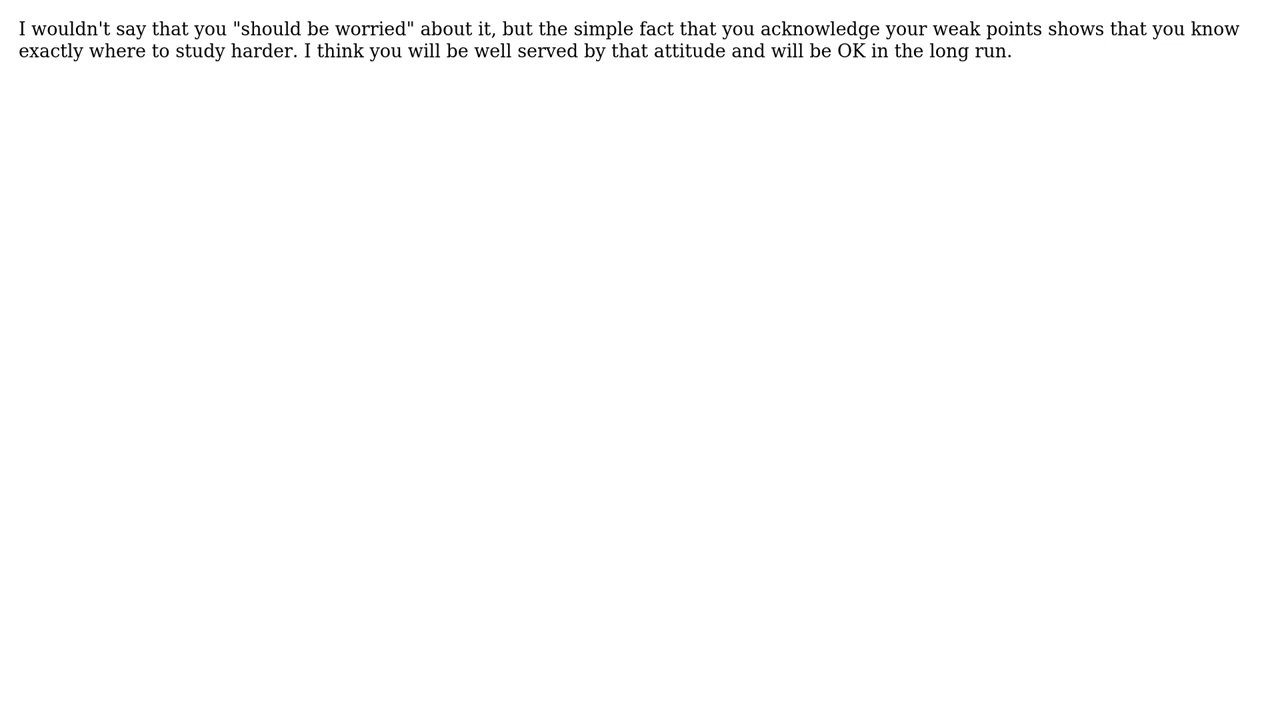 I wouldn't say that you "should be worried" about it, but the simple fact that you acknowledge your weak points shows that you know
exactly where to study harder. I think you will be well served by that attitude and will be OK in the long run.